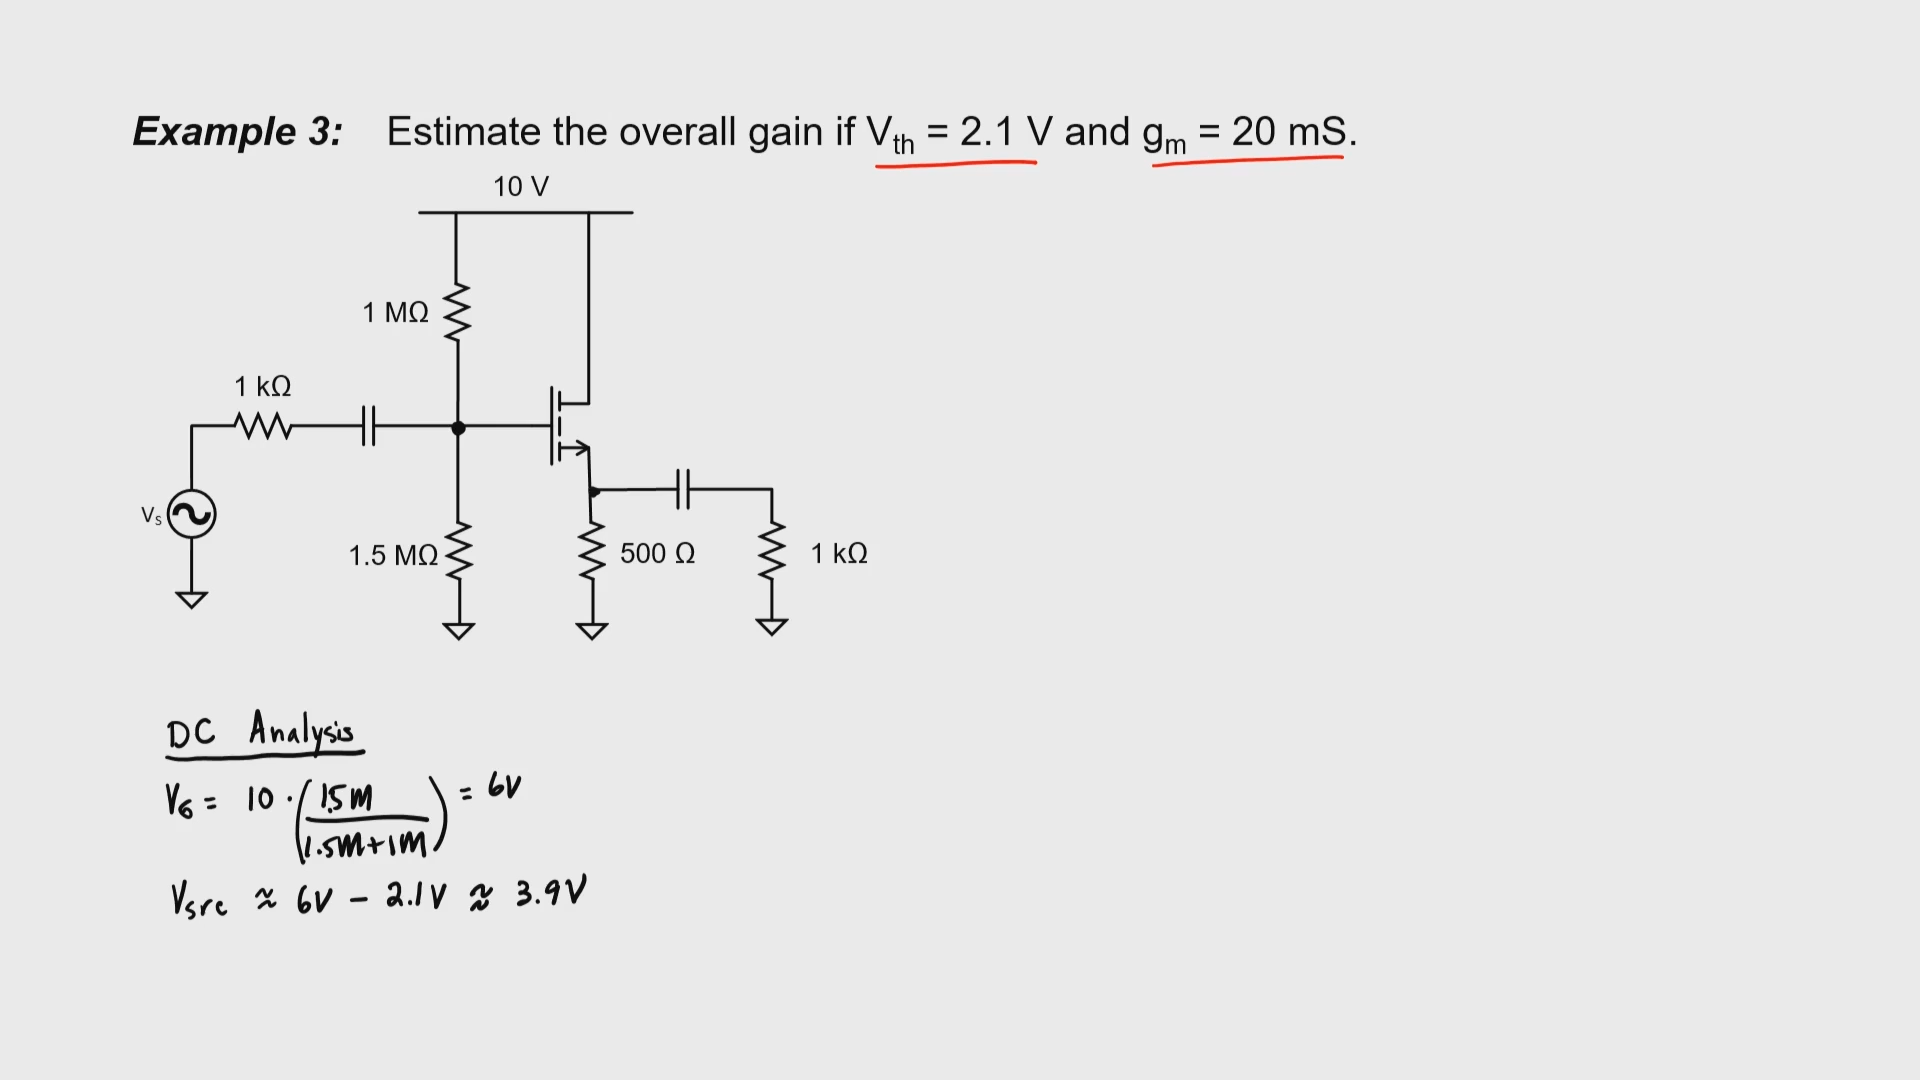 Example 3: Estimate the overall gain if Vth = 2.1 V and gm = 20 mS.
10 V
1 MΩ
1 kΩ
Vs
1.5 MΩ
500 Ω
1 kΩ
DC Analysis
VG = 10 · (1.5M / 1.5M+1M) = 6V
Vsrc ≈ 6V - 2.1V ≈ 3.9V